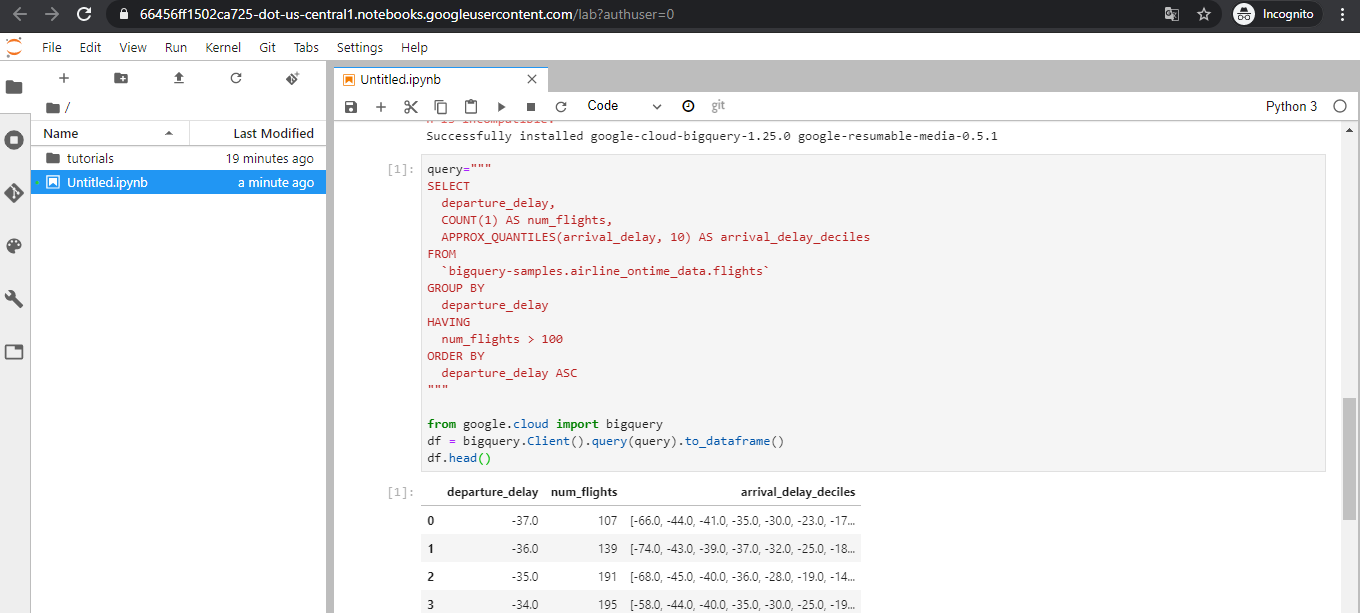 66456ff1502ca725-dot-us-central1.notebooks.googleusercontent.com/lab?authuser=0
Incognito
File Edit View Run Kernel Git Tabs Settings Help
Untitled.ipynb
/
Code
git
Python 3
Name Last Modified
tutorials 19 minutes ago
Untitled.ipynb a minute ago
Successfully installed google-cloud-bigquery-1.25.0 google-resumable-media-0.5.1
[1]: query="""
SELECT
departure_delay,
COUNT(1) AS num_flights,
APPROX_QUANTILES(arrival_delay, 10) AS arrival_delay_deciles
FROM
`bigquery-samples.airline_ontime_data.flights`
GROUP BY
departure_delay
HAVING
num_flights > 100
ORDER BY
departure_delay ASC
"""
from google.cloud import bigquery
df = bigquery.Client().query(query).to_dataframe()
df.head()
[1]: departure_delay num_flights arrival_delay_deciles
0 -37.0 107 [-66.0, -44.0, -41.0, -35.0, -30.0, -23.0, -17...
1 -36.0 139 [-74.0, -43.0, -39.0, -37.0, -32.0, -25.0, -18...
2 -35.0 191 [-68.0, -45.0, -40.0, -36.0, -28.0, -19.0, -14...
3 -34.0 195 [-58.0, -44.0, -40.0, -35.0, -30.0, -25.0, -19...